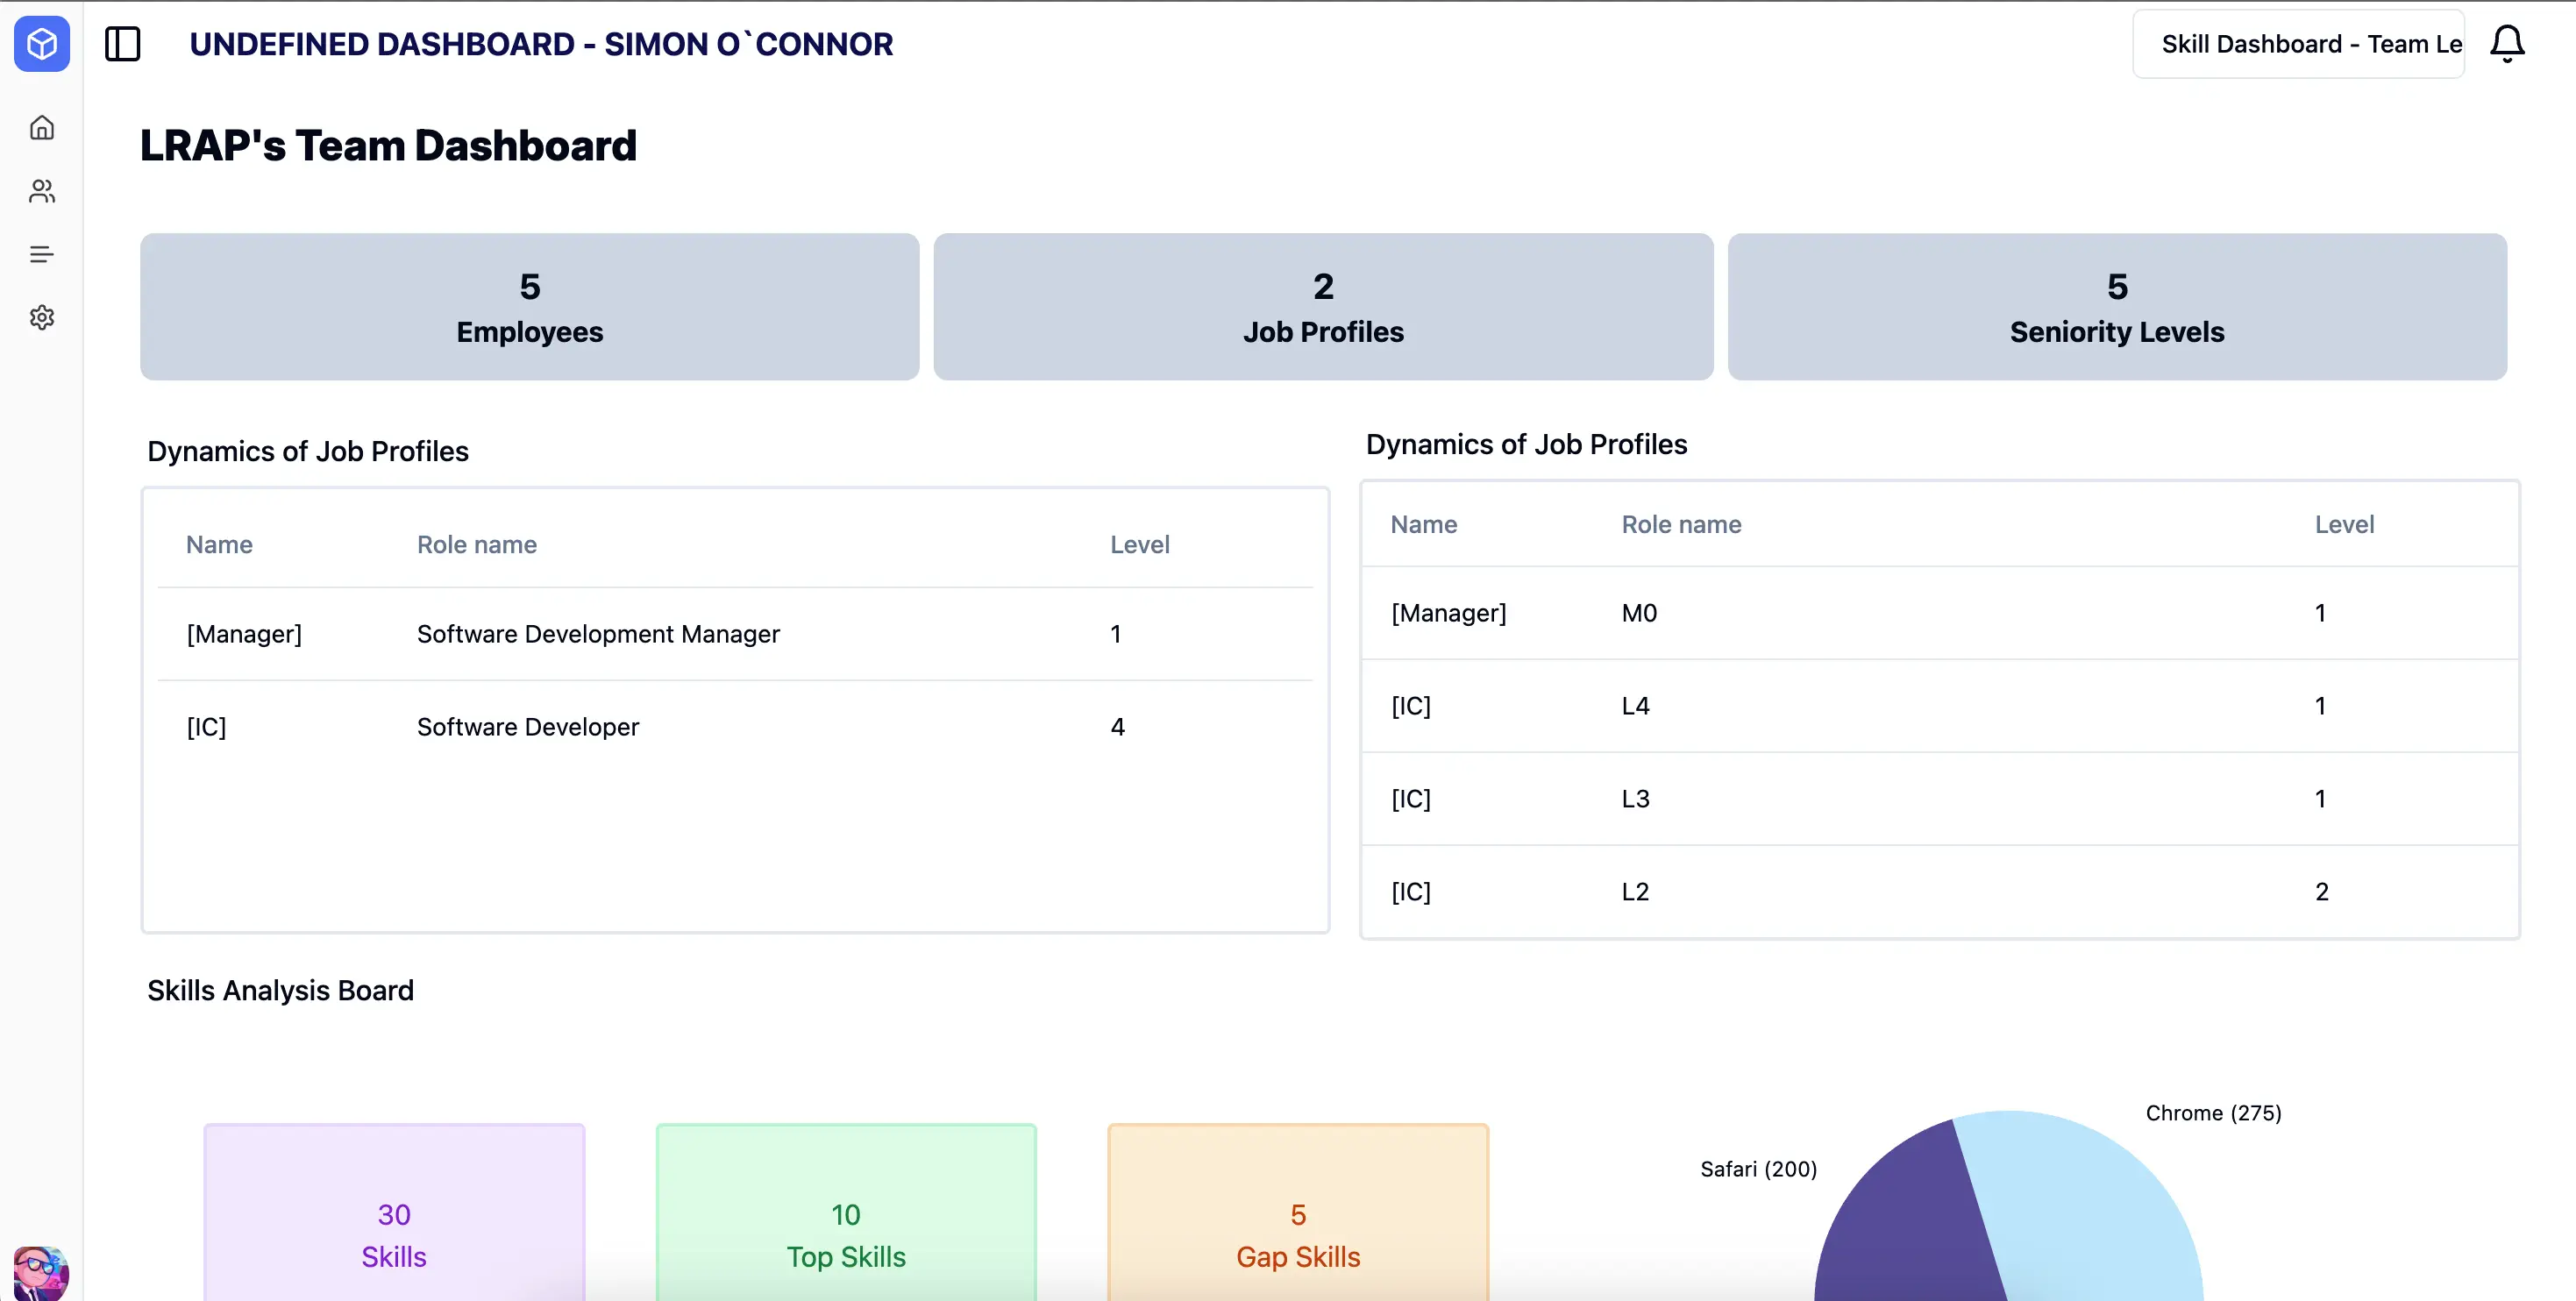 UNDEFINED DASHBOARD - SIMON O`CONNOR
Skill Dashboard - Team Le
LRAP's Team Dashboard
5
Employees
2
Job Profiles
5
Seniority Levels
Dynamics of Job Profiles
Name Role name Level
[Manager] Software Development Manager 1
[IC] Software Developer 4
Dynamics of Job Profiles
Name Role name Level
[Manager] M0 1
[IC] L4 1
[IC] L3 1
[IC] L2 2
Skills Analysis Board
30
Skills
10
Top Skills
5
Gap Skills
Chrome (275)
Safari (200)